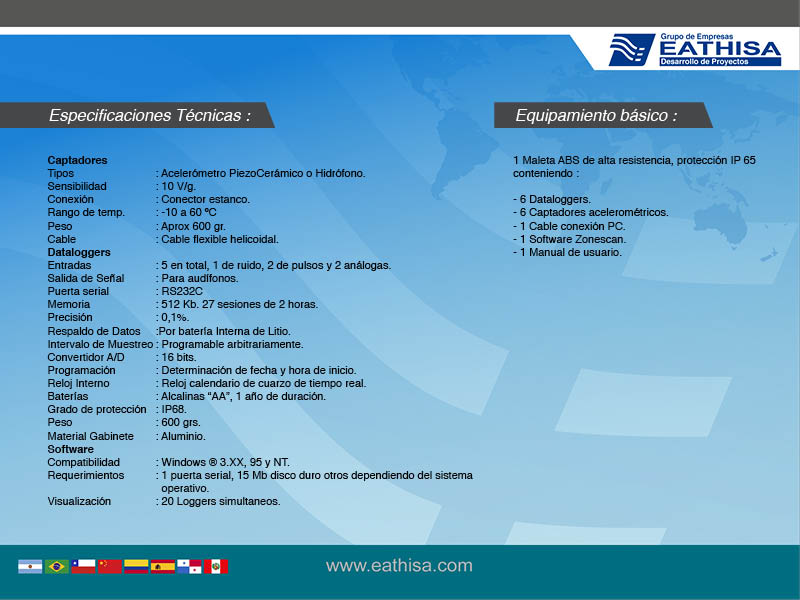 Grupo de Empresas
EATHISA
Desarrollo de Proyectos
Especificaciones Técnicas :
Captadores
Tipos : Acelerómetro PiezoCerámico o Hidrófono.
Sensibilidad : 10 V/g.
Conexión : Conector estanco.
Rango de temp. : -10 a 60 ºC
Peso : Aprox 600 gr.
Cable : Cable flexible helicoidal.
Dataloggers
Entradas : 5 en total, 1 de ruido, 2 de pulsos y 2 análogas.
Salida de Señal : Para audífonos.
Puerta serial : RS232C
Memoria : 512 Kb. 27 sesiones de 2 horas.
Precisión : 0,1%.
Respaldo de Datos :Por batería Interna de Litio.
Intervalo de Muestreo : Programable arbitrariamente.
Convertidor A/D : 16 bits.
Programación : Determinación de fecha y hora de inicio.
Reloj Interno : Reloj calendario de cuarzo de tiempo real.
Baterías : Alcalinas “AA”, 1 año de duración.
Grado de protección : IP68.
Peso : 600 grs.
Material Gabinete : Aluminio.
Software
Compatibilidad : Windows ® 3.XX, 95 y NT.
Requerimientos : 1 puerta serial, 15 Mb disco duro otros dependiendo del sistema
operativo.
Visualización : 20 Loggers simultaneos.
Equipamiento básico :
1 Maleta ABS de alta resistencia, protección IP 65
conteniendo :
- 6 Dataloggers.
- 6 Captadores acelerométricos.
- 1 Cable conexión PC.
- 1 Software Zonescan.
- 1 Manual de usuario.
www.eathisa.com